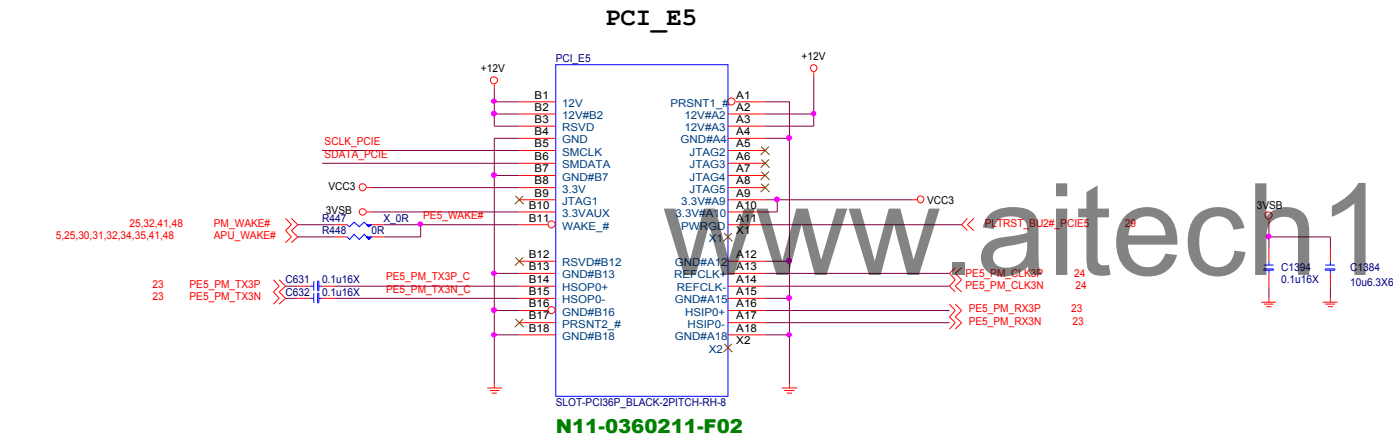 PCI_E5
PCI_E5
+12V
+12V
B1 12V PRSNT1_# A1
B2 12V#B2 12V#A2 A2
B3 RSVD 12V#A3 A3
B4 GND GND#A4 A4
SCLK_PCIE B5 SMCLK JTAG2 A5
SDATA_PCIE B6 SMDATA JTAG3 A6
B7 GND#B7 JTAG4 A7
VCC3 B8 3.3V JTAG5 A8
B9 JTAG1 3.3V#A9 A9 VCC3
3VSB B10 3.3VAUX 3.3V#A10 A10
25,32,41,48 PM_WAKE# R447 X_0R PE5_WAKE# B11 WAKE_# PWRGD A11 PLTRST_BU2#_PCIE5 29
5,25,30,31,32,34,35,41,48 APU_WAKE# R448 0R X1 X1
B12 RSVD#B12 GND#A12 A12
B13 GND#B13 REFCLK+ A13 PE5_PM_CLK3P 24
23 PE5_PM_TX3P C631 0.1u16X PE5_PM_TX3P_C B14 HSOP0+ REFCLK- A14 PE5_PM_CLK3N 24
23 PE5_PM_TX3N C632 0.1u16X PE5_PM_TX3N_C B15 HSOP0- GND#A15 A15
B16 GND#B16 HSIP0+ A16 PE5_PM_RX3P 23
B17 PRSNT2_# HSIP0- A17 PE5_PM_RX3N 23
B18 GND#B18 GND#A18 A18
X2 X2
3VSB
C1394 C1384
0.1u16X 10u6.3X6
www.aitech1
SLOT-PCI36P_BLACK-2PITCH-RH-8
N11-0360211-F02